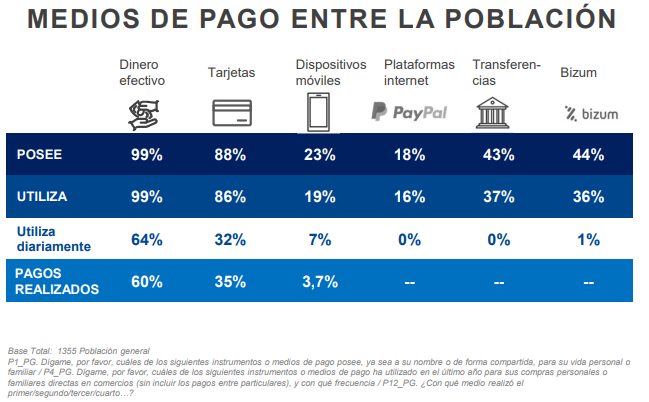 MEDIOS DE PAGO ENTRE LA POBLACIÓN
Dinero efectivo
Tarjetas
Dispositivos móviles
Plataformas internet
Transferen-cias
Bizum
PayPal
bizum
POSEE 99% 88% 23% 18% 43% 44%
UTILIZA 99% 86% 19% 16% 37% 36%
Utiliza diariamente 64% 32% 7% 0% 0% 1%
PAGOS REALIZADOS 60% 35% 3,7% -- -- --
Base Total: 1355 Población general
P1_PG. Dígame, por favor, cuáles de los siguientes instrumentos o medios de pago posee, ya sea a su nombre o de forma compartida, para su vida personal o
familiar / P4_PG. Dígame, por favor, cuáles de los siguientes instrumentos o medios de pago ha utilizado en el último año para sus compras personales o
familiares directas en comercios (sin incluir los pagos entre particulares), y con qué frecuencia / P12_PG. ¿Con qué medio realizó el
primer/segundo/tercer/cuarto…?